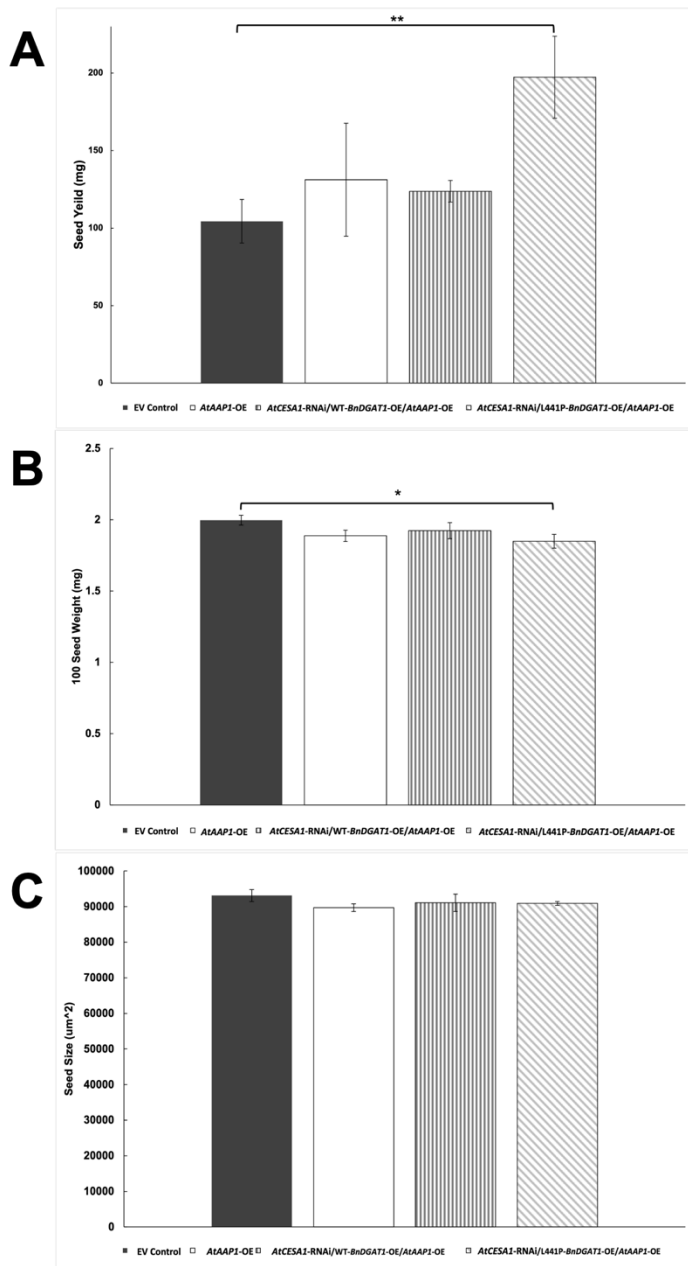 A
**
200
150
100
50
0
Seed Yeild (mg)
EV Control AtAAP1-OE AtCESA1-RNAi/WT-BnDGAT1-OE/AtAAP1-OE AtCESA1-RNAi/L441P-BnDGAT1-OE/AtAAP1-OE
B
*
2.5
2
1.5
1
0.5
0
100 Seed Weight (mg)
EV Control AtAAP1-OE AtCESA1-RNAi/WT-BnDGAT1-OE/AtAAP1-OE AtCESA1-RNAi/L441P-BnDGAT1-OE/AtAAP1-OE
C
100000
90000
80000
70000
60000
50000
40000
30000
20000
10000
0
Seed Size (um^2)
EV Control AtAAP1-OE AtCESA1-RNAi/WT-BnDGAT1-OE/AtAAP1-OE AtCESA1-RNAi/L441P-BnDGAT1-OE/AtAAP1-OE